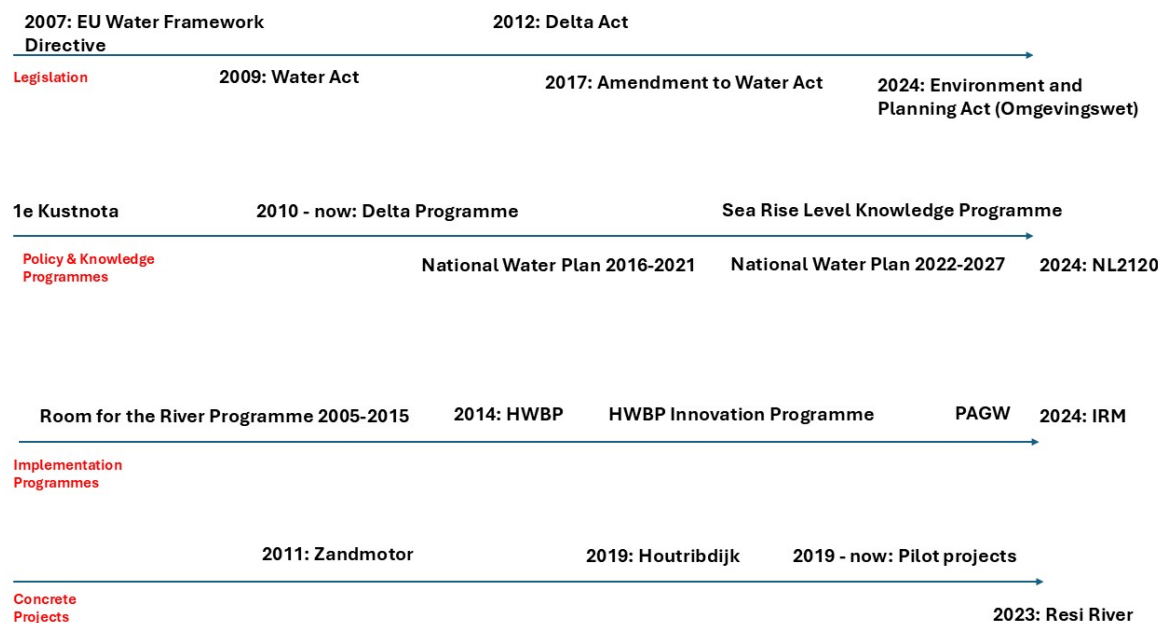 2007: EU Water Framework
Directive
2012: Delta Act
Legislation
2009: Water Act
2017: Amendment to Water Act
2024: Environment and
Planning Act (Omgevingswet)
1e Kustnota
2010 - now: Delta Programme
Sea Rise Level Knowledge Programme
Policy & Knowledge
Programmes
National Water Plan 2016-2021
National Water Plan 2022-2027
2024: NL2120
Room for the River Programme 2005-2015
2014: HWBP
HWBP Innovation Programme
PAGW
2024: IRM
Implementation
Programmes
2011: Zandmotor
2019: Houtribdijk
2019 - now: Pilot projects
Concrete
Projects
2023: Resi River